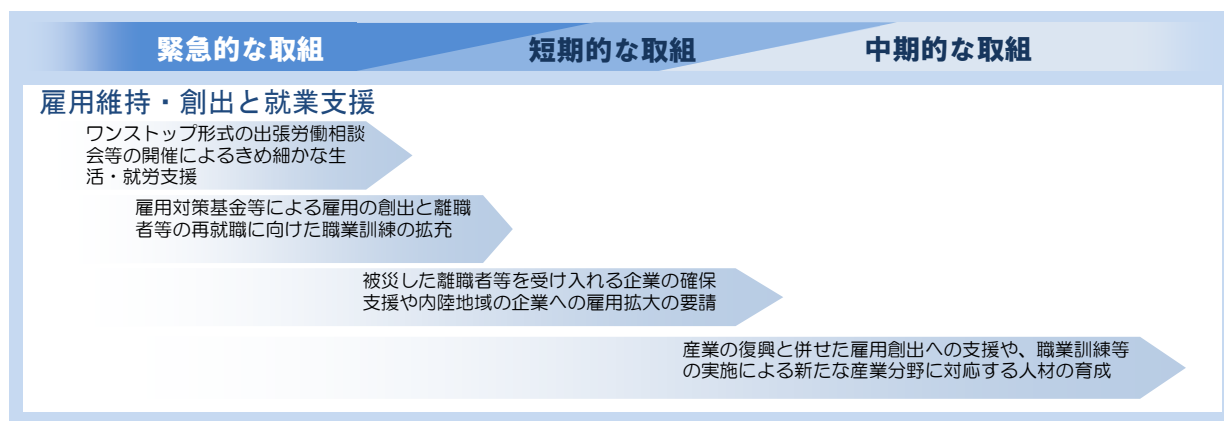 緊急的な取組 短期的な取組 中期的な取組
雇用維持・創出と就業支援
ワンストップ形式の出張労働相談
会等の開催によるきめ細かな生
活・就労支援
雇用対策基金等による雇用の創出と離職
者等の再就職に向けた職業訓練の拡充
被災した離職者等を受け入れる企業の確保
支援や内陸地域の企業への雇用拡大の要請
産業の復興と併せた雇用創出への支援や、職業訓練等
の実施による新たな産業分野に対応する人材の育成